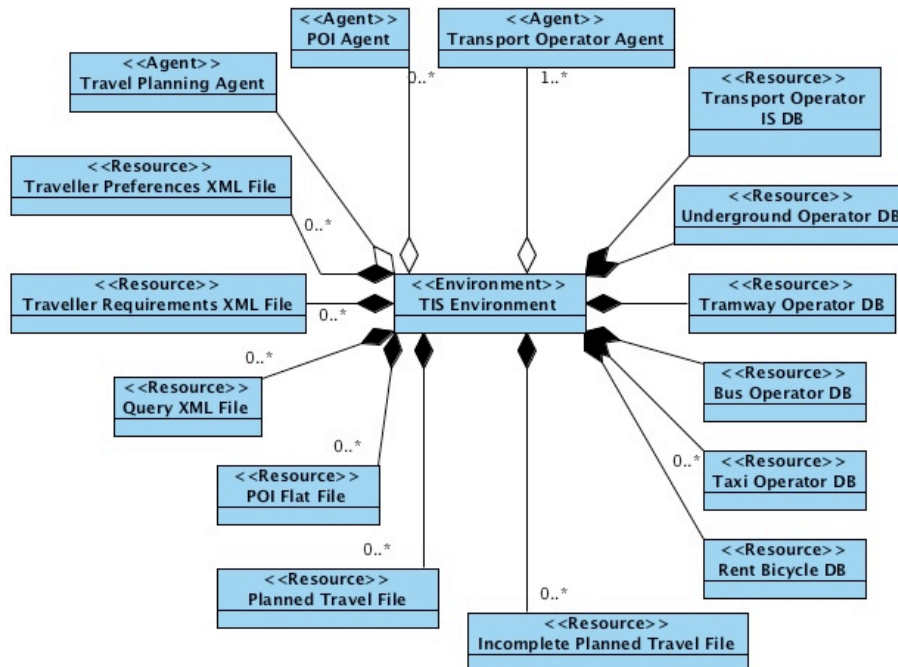 <<Agent>>
POI Agent
0..*
<<Agent>>
Transport Operator Agent
1..*
<<Agent>>
Travel Planning Agent
<<Resource>>
Transport Operator
IS DB
<<Resource>>
Traveller Preferences XML File
0..*
<<Resource>>
Underground Operator DB
<<Resource>>
Traveller Requirements XML File
0..*
<<Environment>>
TIS Environment
<<Resource>>
Tramway Operator DB
<<Resource>>
Query XML File
0..*
<<Resource>>
Bus Operator DB
<<Resource>>
POI Flat File
0..*
<<Resource>>
Taxi Operator DB
0..*
<<Resource>>
Planned Travel File
0..*
<<Resource>>
Rent Bicycle DB
0..*
<<Resource>>
Incomplete Planned Travel File